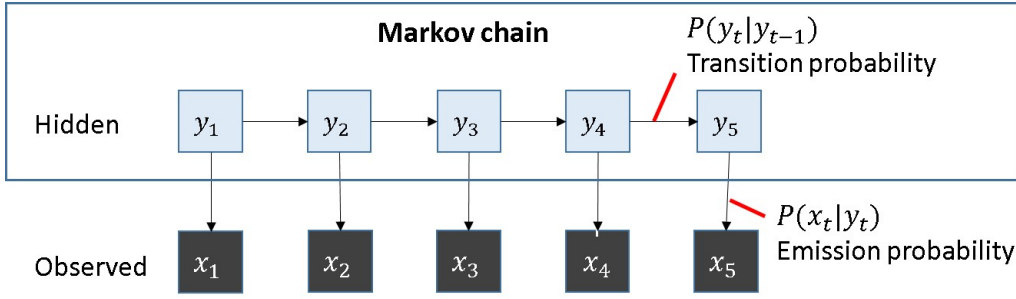 Markov chain
P(y_t|y_{t−1})
Transition probability
Hidden y_1 y_2 y_3 y_4 y_5
P(x_t|y_t)
Emission probability
Observed x_1 x_2 x_3 x_4 x_5